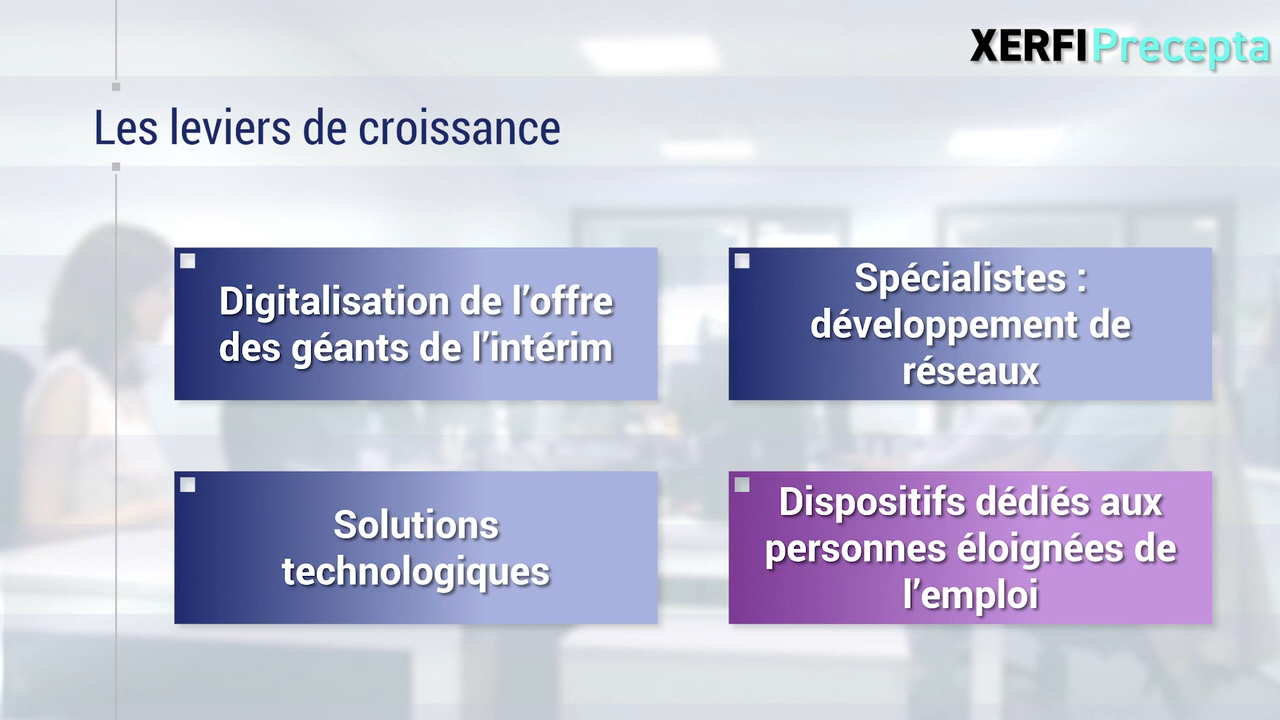 XERFI Precepta
Les leviers de croissance
Digitalisation de l'offre
des géants de l'intérim
Spécialistes :
développement de
réseaux
Solutions
technologiques
Dispositifs dédiés aux
personnes éloignées de
l'emploi